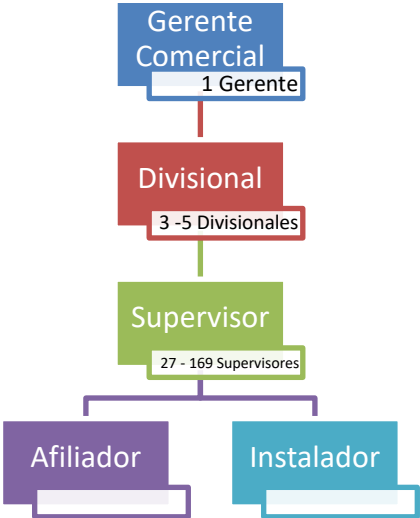 Gerente
Comercial
1 Gerente
Divisional
3 -5 Divisionales
Supervisor
27 - 169 Supervisores
Afiliador
Instalador